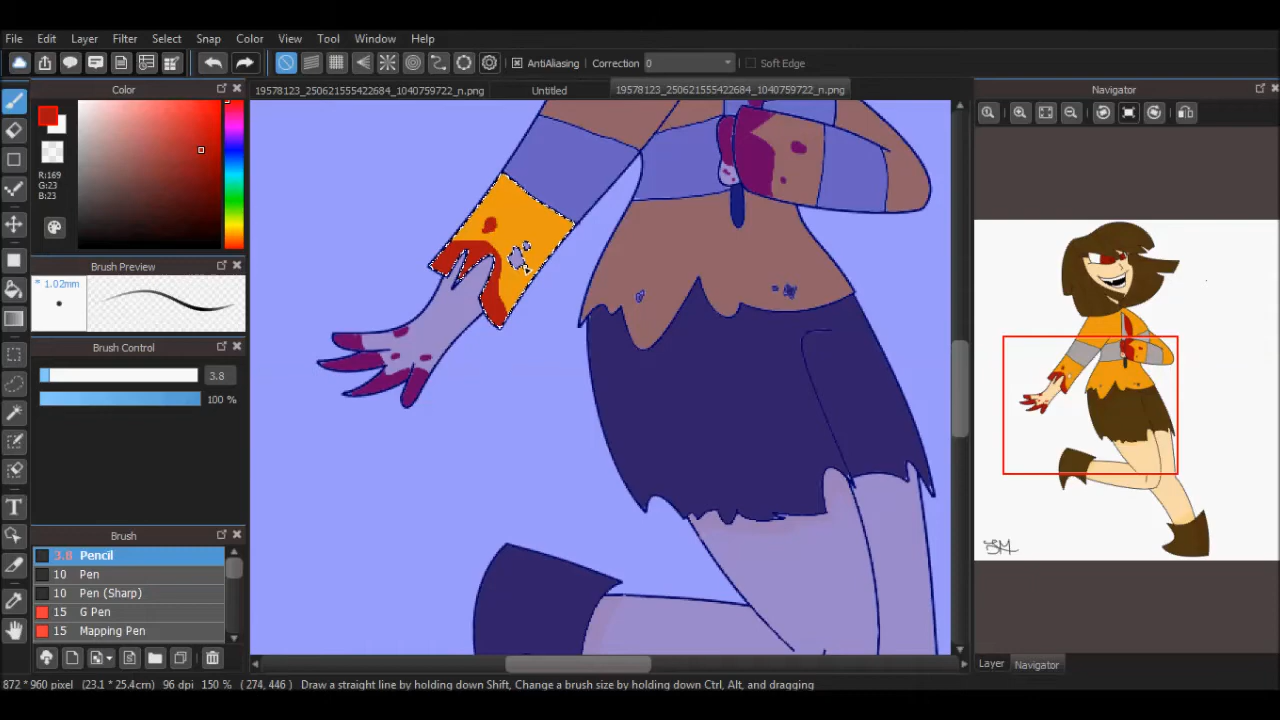 File Edit Layer Filter Select Snap Color View Tool Window Help
AntiAliasing Correction 0 Soft Edge
Color
19578123_250621555422684_1040759722_n.png Untitled 19578123_250621555422684_1040759722_n.png
Navigator
R:169
G:23
B:23
Brush Preview
* 1.02mm
Brush Control
3.8
100 %
Brush
3.8 Pencil
10 Pen
10 Pen (Sharp)
15 G Pen
15 Mapping Pen
Layer Navigator
872 * 960 pixel (23.1 * 25.4cm) 96 dpi 150 % ( 274, 446 ) Draw a straight line by holding down Shift, Change a brush size by holding down Ctrl, Alt, and dragging